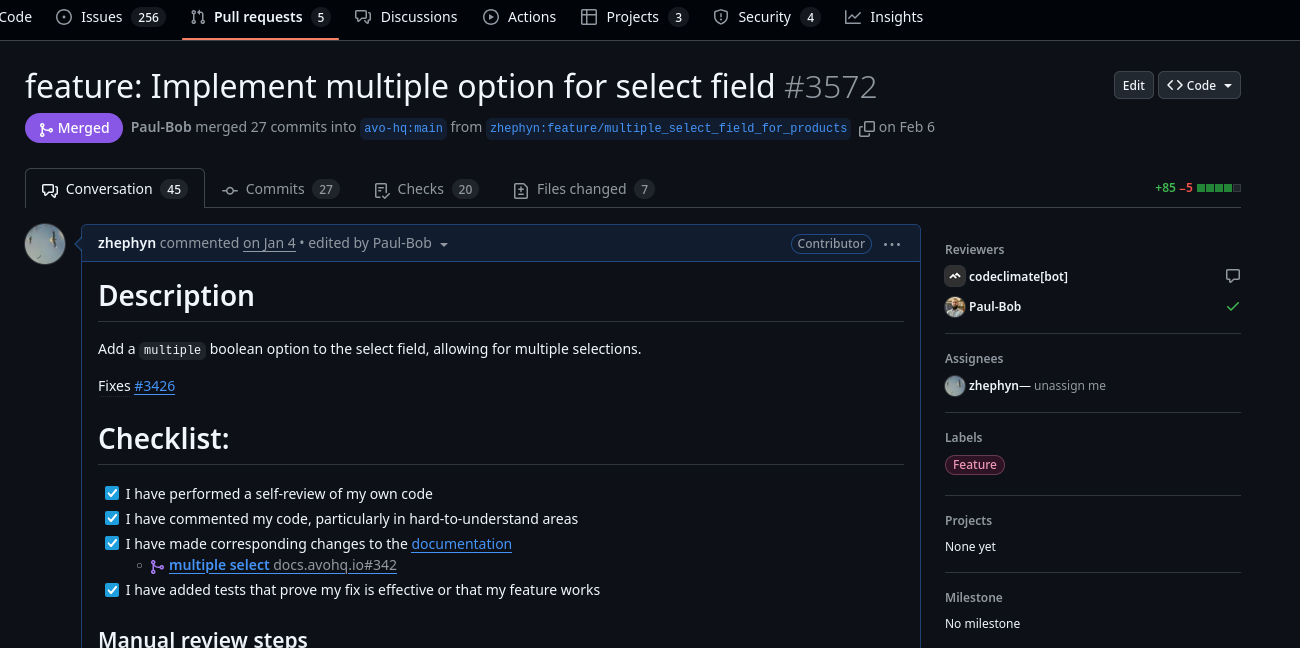 Code Issues 256 Pull requests 5 Discussions Actions Projects 3 Security 4 Insights
feature: Implement multiple option for select field #3572
Edit <> Code
Merged Paul-Bob merged 27 commits into avo-hq:main from zhephyn:feature/multiple_select_field_for_products on Feb 6
Conversation 45 Commits 27 Checks 20 Files changed 7 +85 −5
zhephyn commented on Jan 4 • edited by Paul-Bob Contributor ...
Description
Add a multiple boolean option to the select field, allowing for multiple selections.
Fixes #3426
Checklist:
I have performed a self-review of my own code
I have commented my code, particularly in hard-to-understand areas
I have made corresponding changes to the documentation
multiple select docs.avohq.io#342
I have added tests that prove my fix is effective or that my feature works
Manual review steps
Reviewers
codeclimate[bot]
Paul-Bob
Assignees
zhephyn— unassign me
Labels
Feature
Projects
None yet
Milestone
No milestone